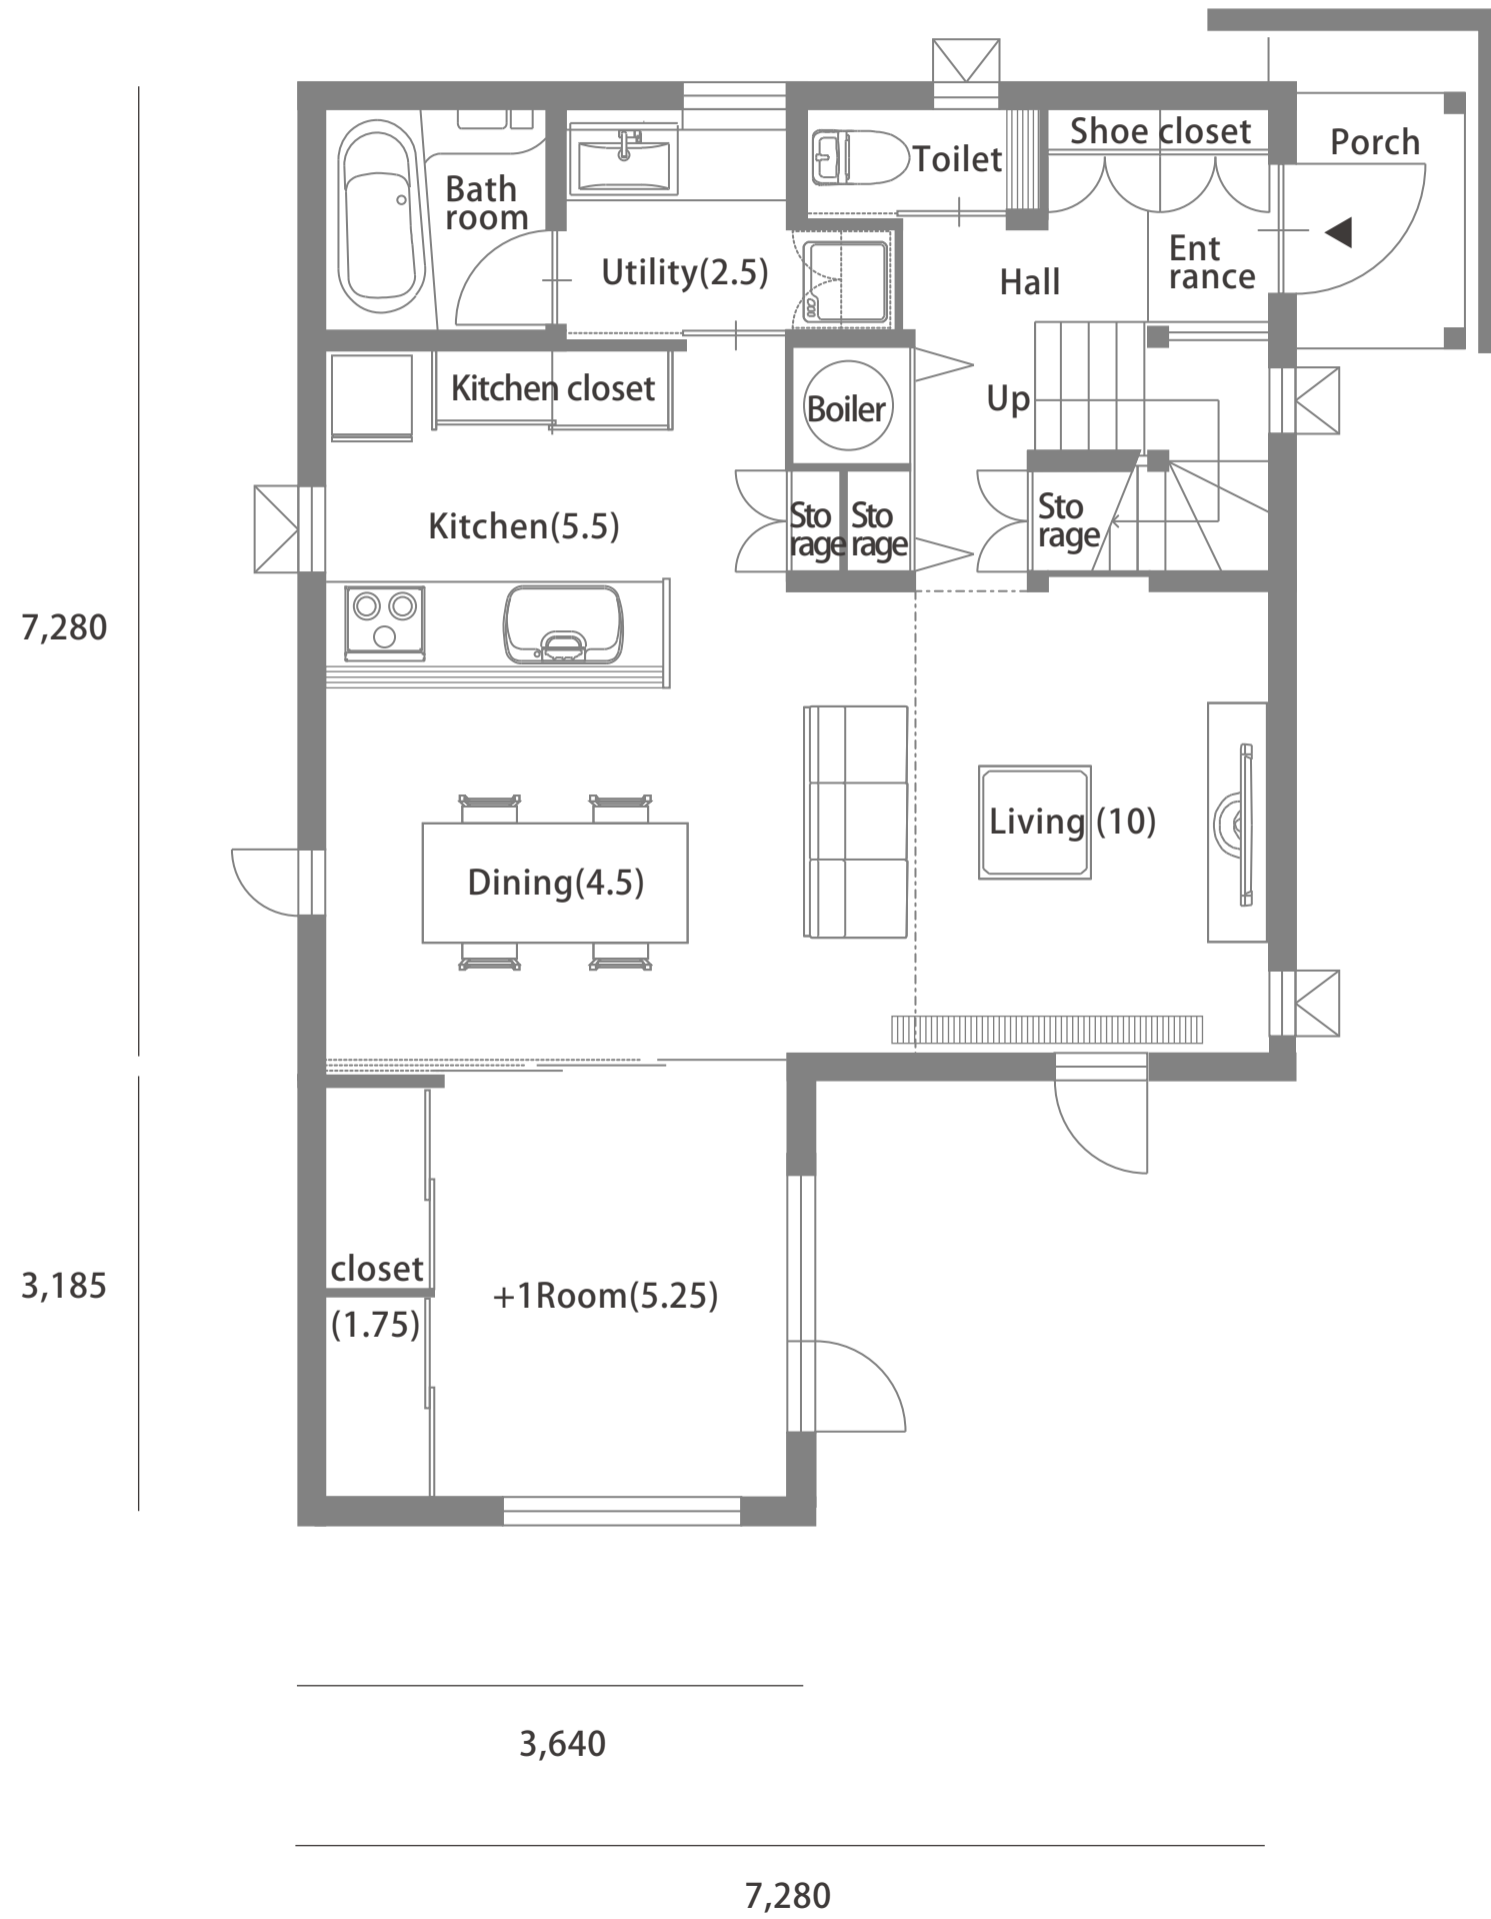 Shoe closet
Porch
Toilet
Bath
room
Utility(2.5)
Hall
Ent
rance
Kitchen closet
Boiler
Up
Sto
rage
Sto
rage
Sto
rage
Kitchen(5.5)
7,280
Living (10)
Dining(4.5)
closet
(1.75)
+1Room(5.25)
3,185
3,640
7,280